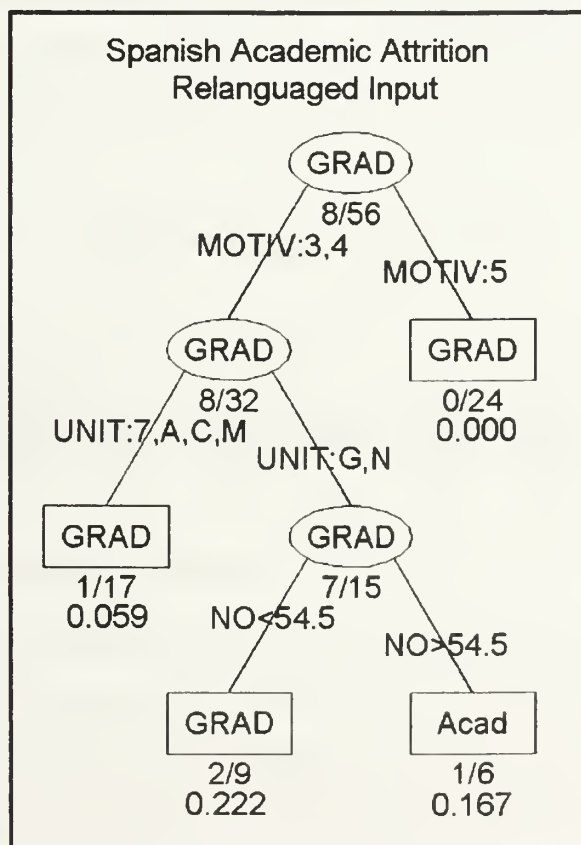 Spanish Academic Attrition
Relanguaged Input
GRAD
8/56
MOTIV:3,4
MOTIV:5
GRAD
8/32
GRAD
0/24
0.000
UNIT:7,A,C,M
UNIT:G,N
GRAD
1/17
0.059
GRAD
7/15
NO<54.5
NO>54.5
GRAD
2/9
0.222
Acad
1/6
0.167